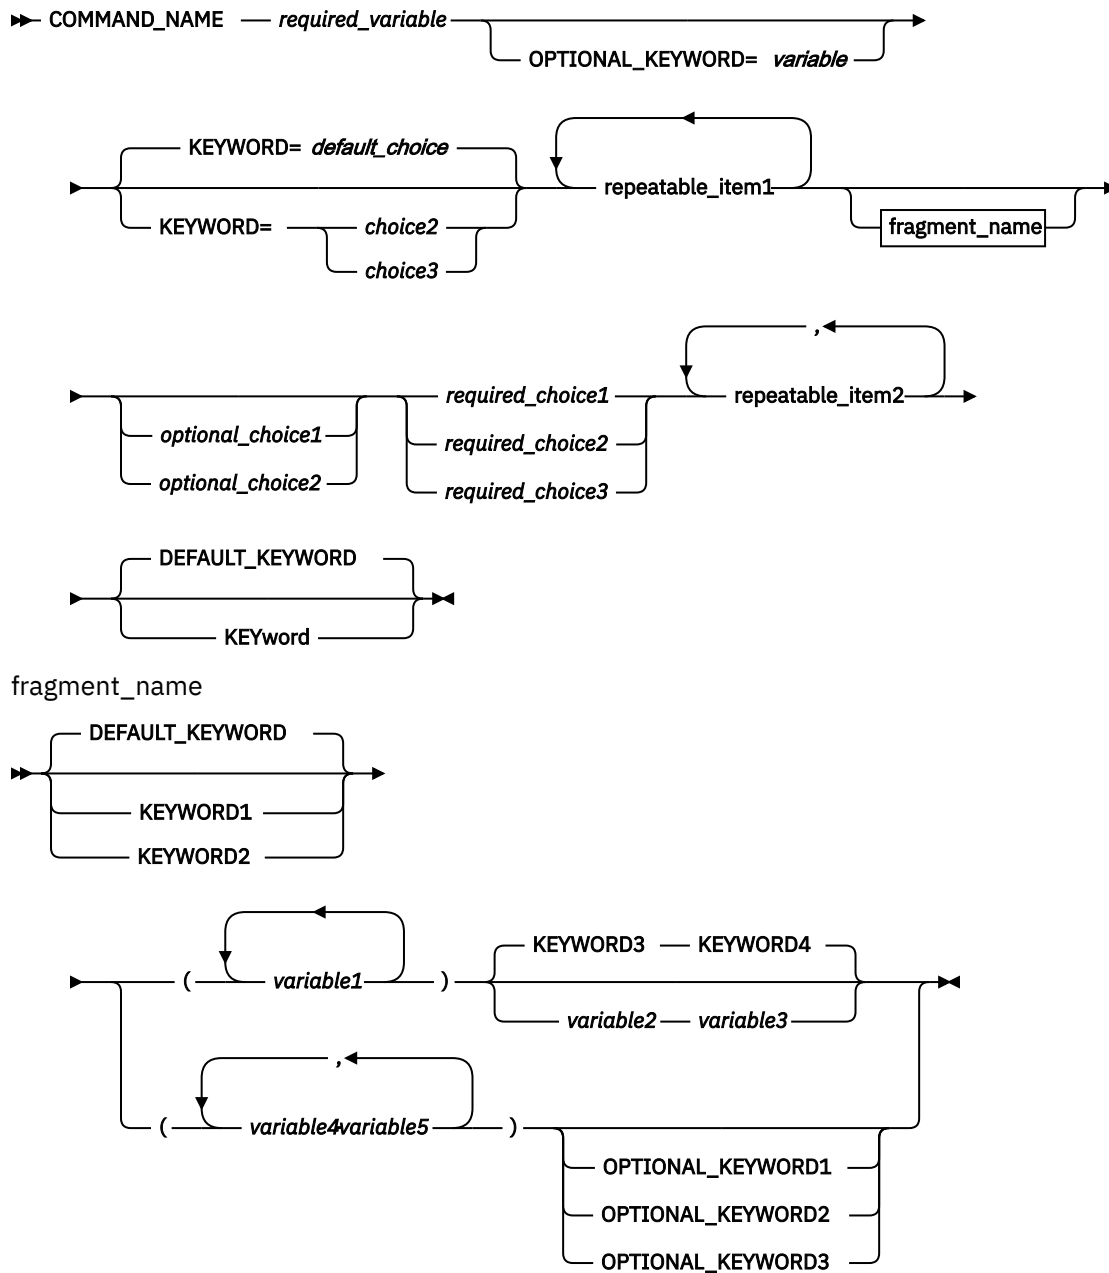 COMMAND_NAME required_variable
OPTIONAL_KEYWORD= variable
KEYWORD= default_choice
repeatable_item1
KEYWORD= choice2
fragment_name
choice3
,
required_choice1
repeatable_item2
optional_choice1
required_choice2
optional_choice2
required_choice3
DEFAULT_KEYWORD
KEYword
fragment_name
DEFAULT_KEYWORD
KEYWORD1
KEYWORD2
KEYWORD3 KEYWORD4
( variable1 )
variable2 variable3
,
( variable4variable5 )
OPTIONAL_KEYWORD1
OPTIONAL_KEYWORD2
OPTIONAL_KEYWORD3